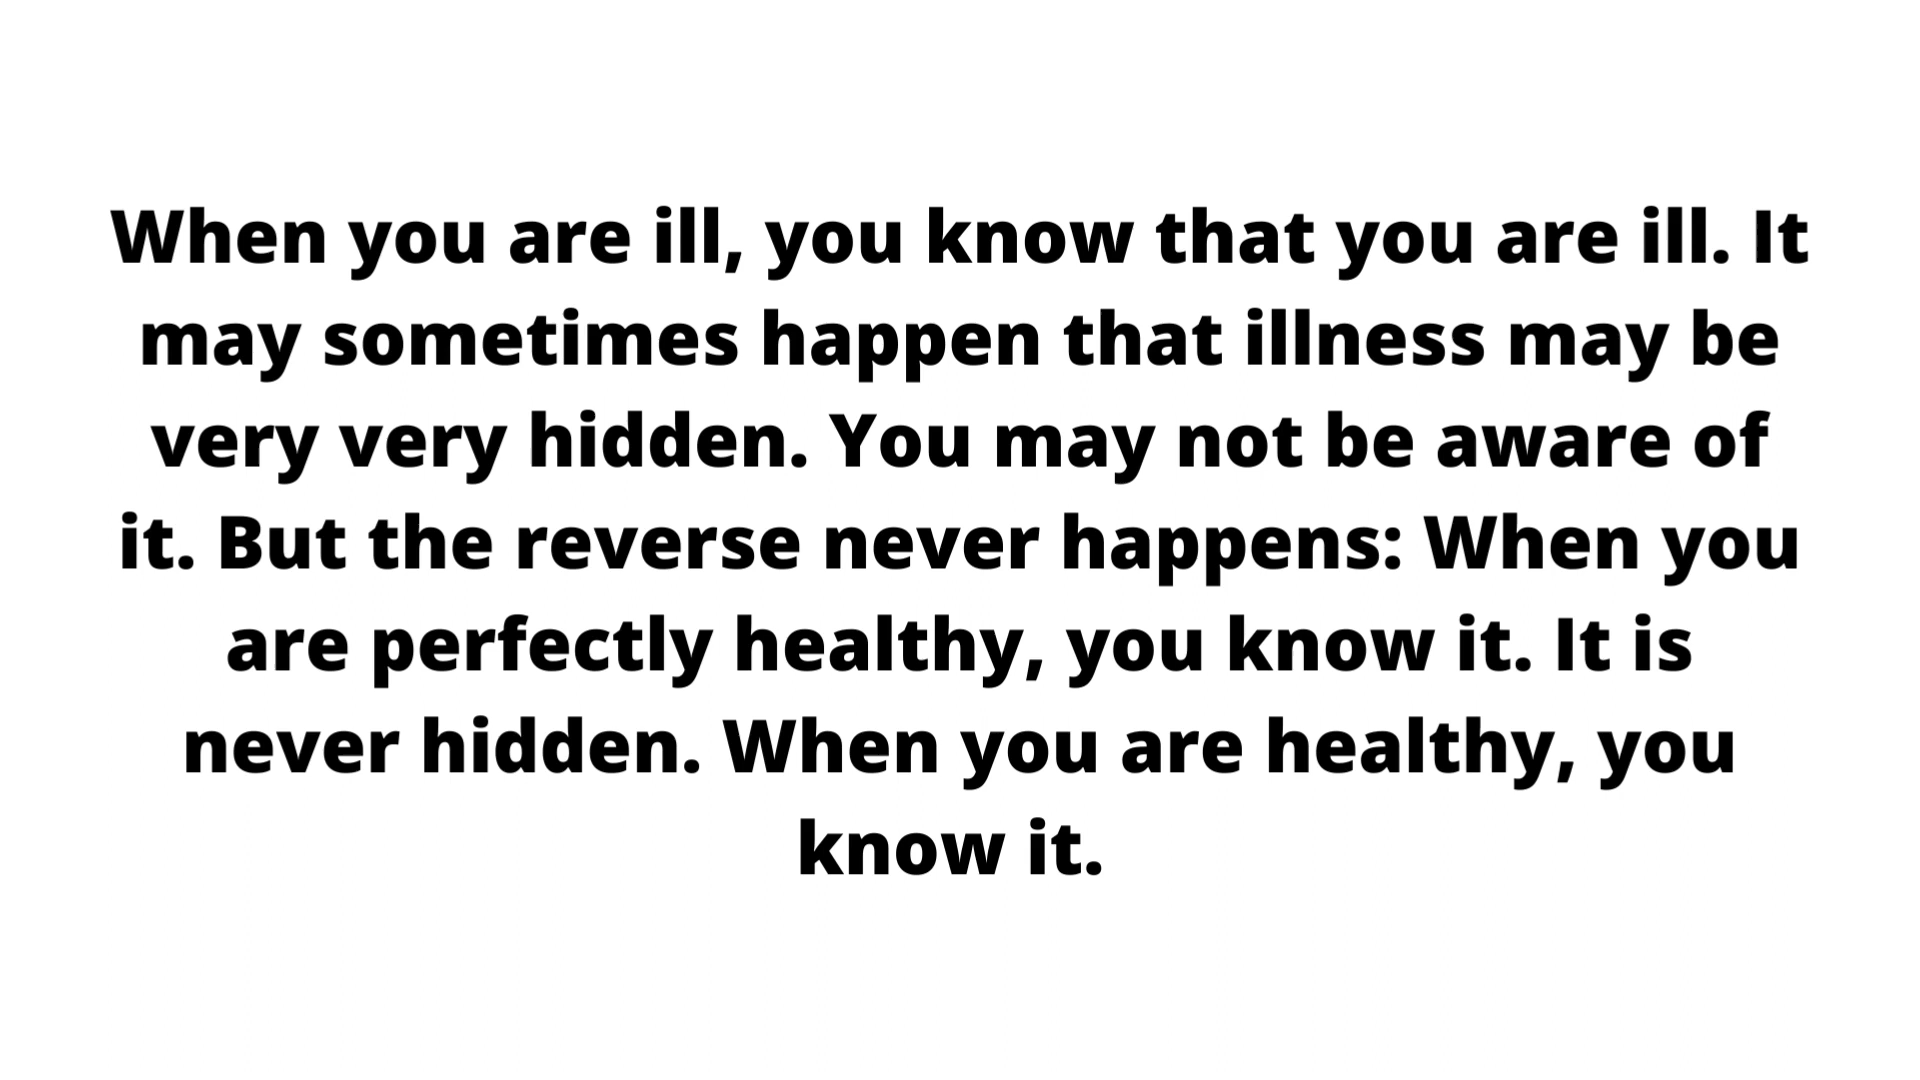 When you are ill, you know that you are ill. It
may sometimes happen that illness may be
very very hidden. You may not be aware of
it. But the reverse never happens: When you
are perfectly healthy, you know it. It is
never hidden. When you are healthy, you
know it.